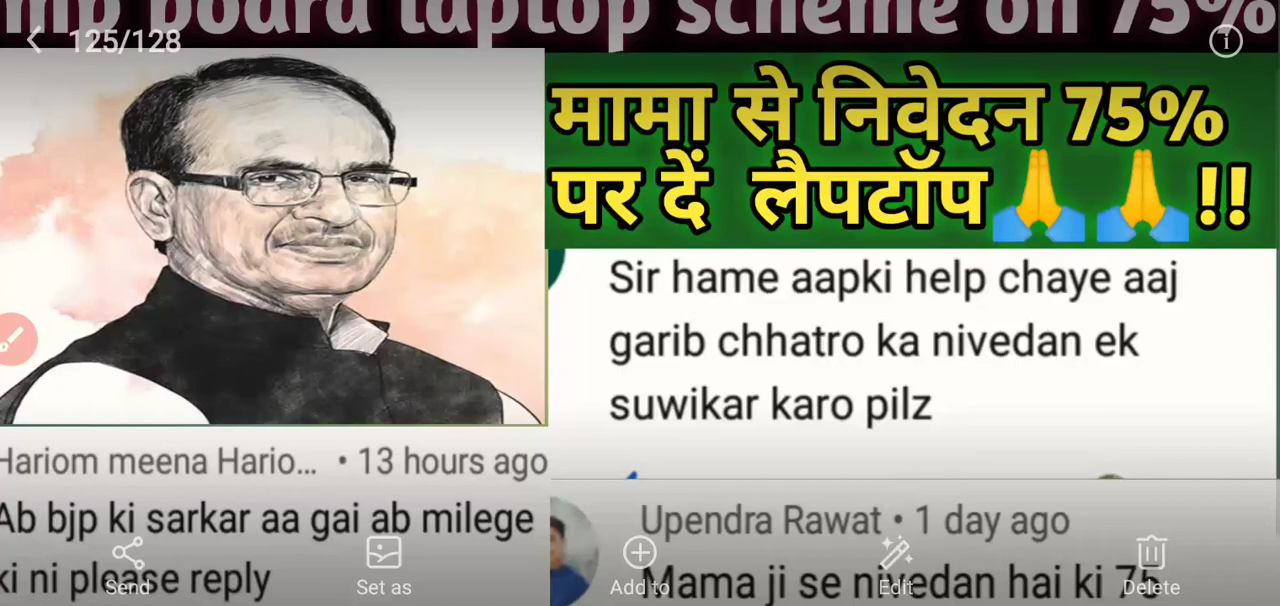 mp board laptop scheme on 75%
125/128
मामा से निवेदन 75%
पर दें लैपटॉप🙏🙏!!
Sir hame aapki help chaye aaj
garib chhatro ka nivedan ek
suwikar karo pilz
Hariom meena Hario... • 13 hours ago
Ab bjp ki sarkar aa gai ab milege
ki ni please reply
Upendra Rawat • 1 day ago
Mama ji se nivedan hai ki 75
Send
Set as
Add to
Edit
Delete